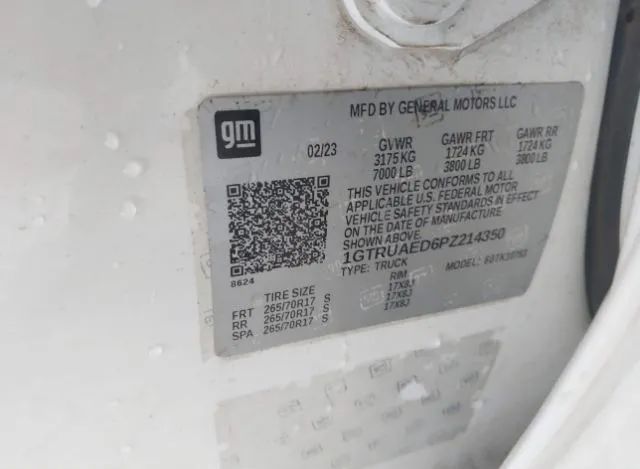 MFD BY GENERAL MOTORS LLC
gm
02/23 GVWR GAWR FRT GAWR RR
3175 KG 1724 KG 1724 KG
7000 LB 3800 LB 3800 LB
THIS VEHICLE CONFORMS TO ALL
APPLICABLE U.S. FEDERAL MOTOR
VEHICLE SAFETY STANDARDS IN EFFECT
ON THE DATE OF MANUFACTURE
SHOWN ABOVE.
1GTRUAED6PZ214350
TYPE: TRUCK MODEL:
8624
TIRE SIZE RIM
FRT 265/70R17 S 17X8J
RR 265/70R17 S 17X8J
SPA 265/70R17 S 17X8J